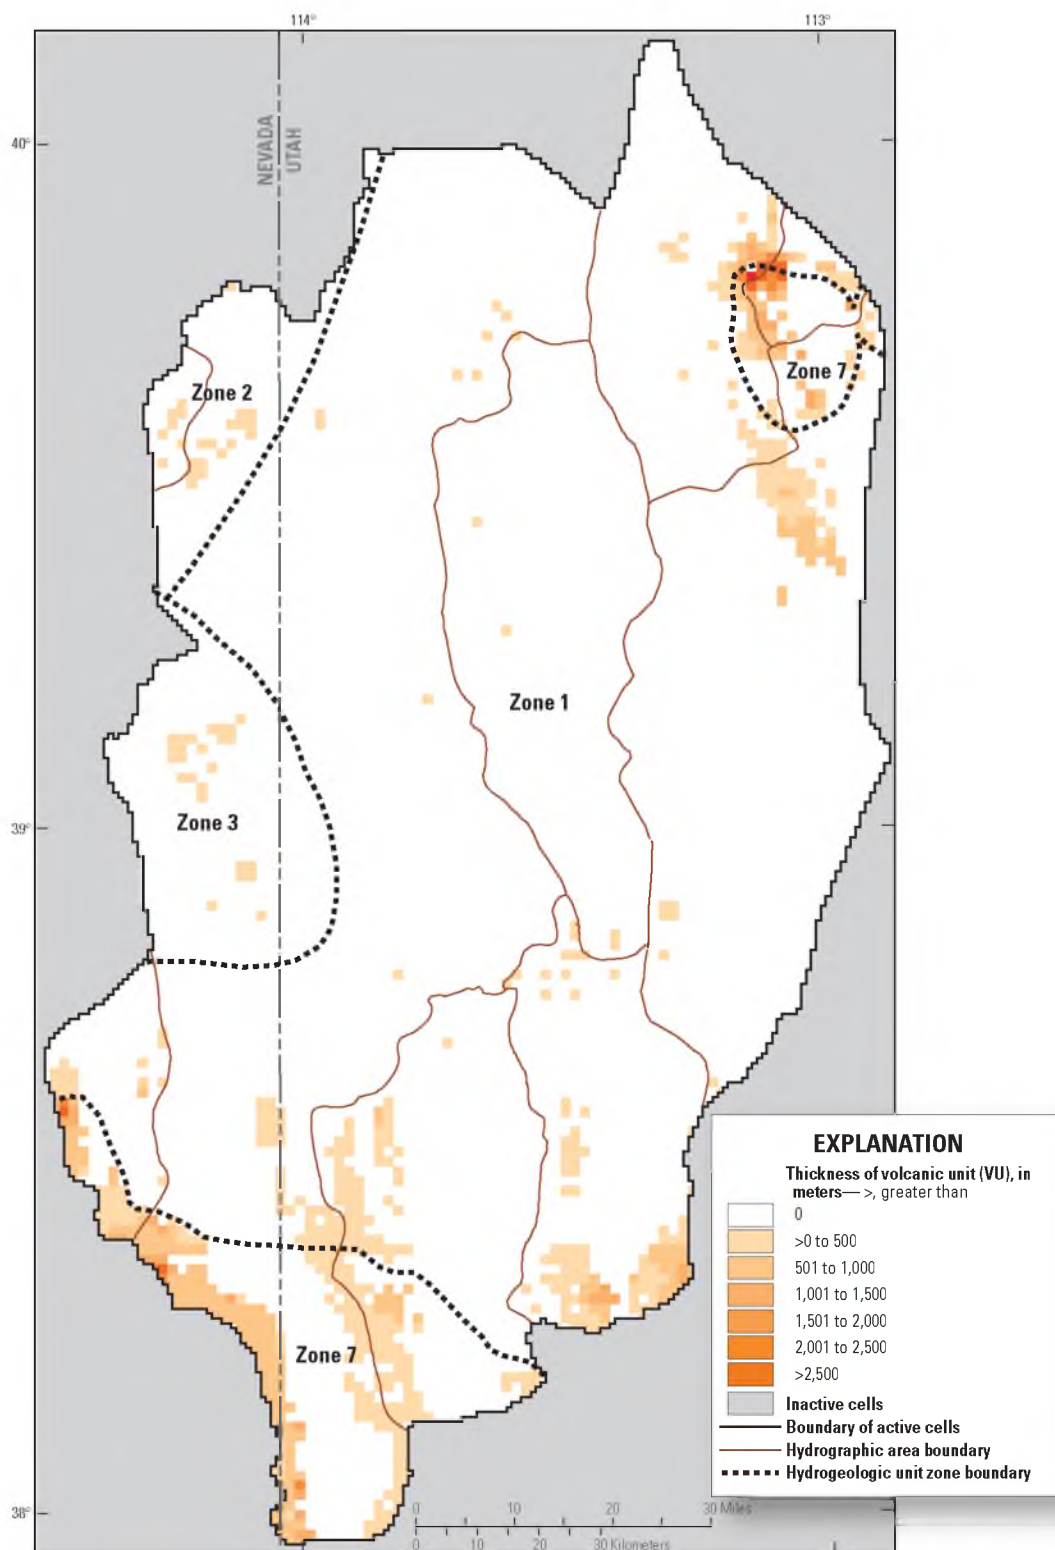 114°
113°
40°
NEVADA
UTAH
Zone 2
Zone 7
Zone 1
Zone 3
39°
Zone 7
38°
EXPLANATION
Thickness of volcanic unit (VU), in
meters— >, greater than
0
>0 to 500
501 to 1,000
1,001 to 1,500
1,501 to 2,000
2,001 to 2,500
>2,500
Inactive cells
Boundary of active cells
Hydrographic area boundary
Hydrogeologic unit zone boundary
0 10 20 30 Miles
0 10 20 30 Kilometers